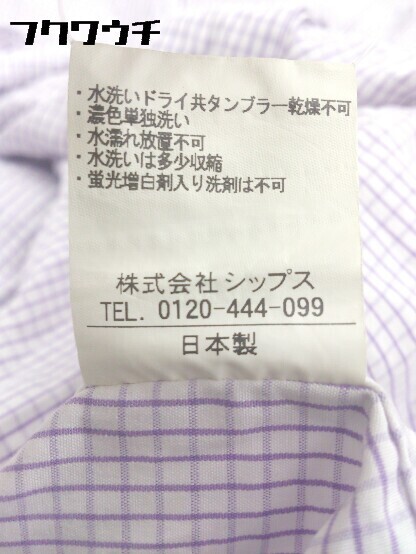 フクワウチ
・水洗いドライ共タンブラー乾燥不可
・濃色単独洗い
・水濡れ放置不可
・水洗いは多少収縮
・蛍光増白剤入り洗剤は不可
株式会社シップス
TEL. 0120-444-099
日本製